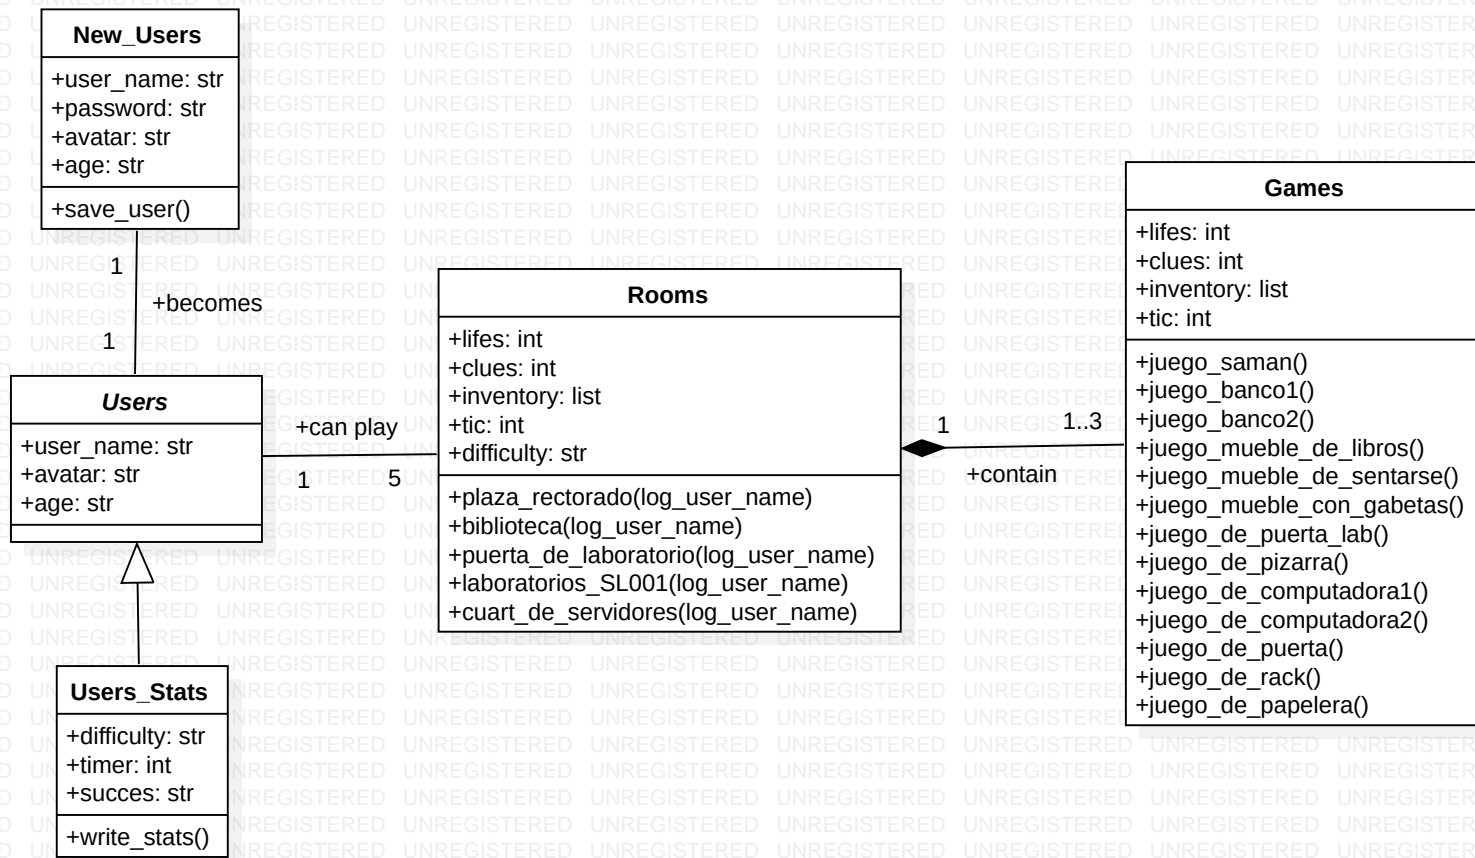 New_Users
+user_name: str
+password: str
+avatar: str
+age: str
+save_user()
1
+becomes
1
Users
+user_name: str
+avatar: str
+age: str
+can play
1
5
Users_Stats
+difficulty: str
+timer: int
+succes: str
+write_stats()
Rooms
+lifes: int
+clues: int
+inventory: list
+tic: int
+difficulty: str
+plaza_rectorado(log_user_name)
+biblioteca(log_user_name)
+puerta_de_laboratorio(log_user_name)
+laboratorios_SL001(log_user_name)
+cuart_de_servidores(log_user_name)
1
1..3
+contain
Games
+lifes: int
+clues: int
+inventory: list
+tic: int
+juego_saman()
+juego_banco1()
+juego_banco2()
+juego_mueble_de_libros()
+juego_mueble_de_sentarse()
+juego_mueble_con_gabetas()
+juego_de_puerta_lab()
+juego_de_pizarra()
+juego_de_computadora1()
+juego_de_computadora2()
+juego_de_puerta()
+juego_de_rack()
+juego_de_papelera()
UNREGISTERED